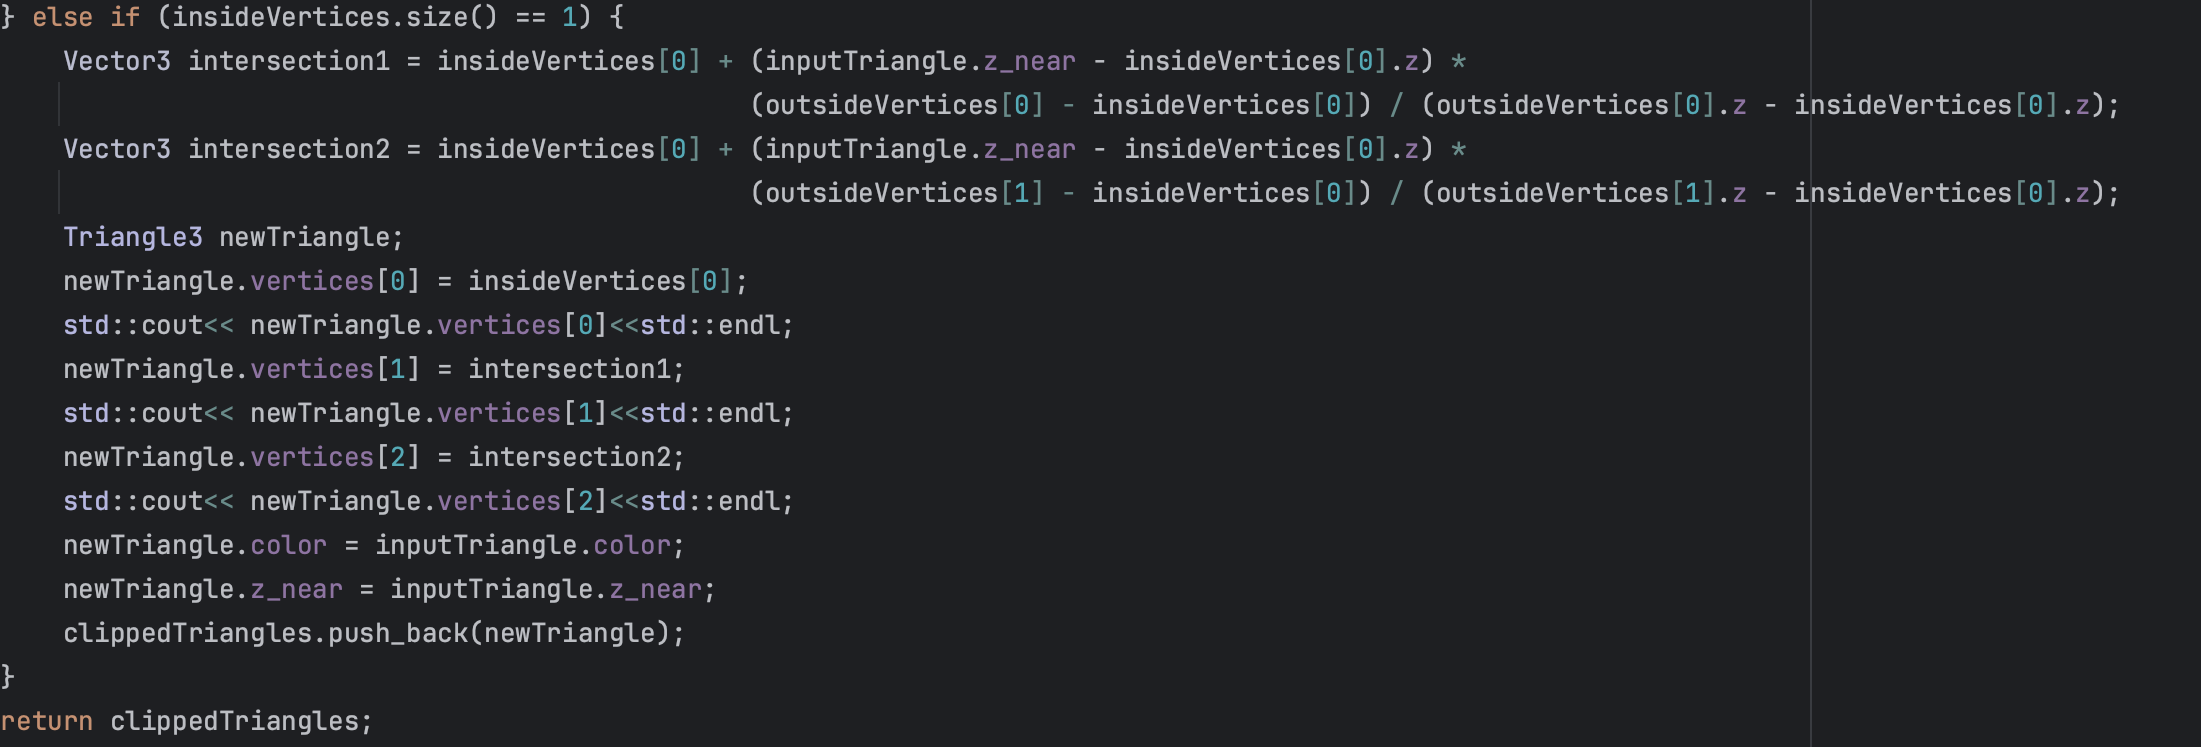 } else if (insideVertices.size() == 1) {
    Vector3 intersection1 = insideVertices[0] + (inputTriangle.z_near - insideVertices[0].z) *
                                                (outsideVertices[0] - insideVertices[0]) / (outsideVertices[0].z - insideVertices[0].z);
    Vector3 intersection2 = insideVertices[0] + (inputTriangle.z_near - insideVertices[0].z) *
                                                (outsideVertices[1] - insideVertices[0]) / (outsideVertices[1].z - insideVertices[0].z);
    Triangle3 newTriangle;
    newTriangle.vertices[0] = insideVertices[0];
    std::cout<< newTriangle.vertices[0]<<std::endl;
    newTriangle.vertices[1] = intersection1;
    std::cout<< newTriangle.vertices[1]<<std::endl;
    newTriangle.vertices[2] = intersection2;
    std::cout<< newTriangle.vertices[2]<<std::endl;
    newTriangle.color = inputTriangle.color;
    newTriangle.z_near = inputTriangle.z_near;
    clippedTriangles.push_back(newTriangle);
}
return clippedTriangles;